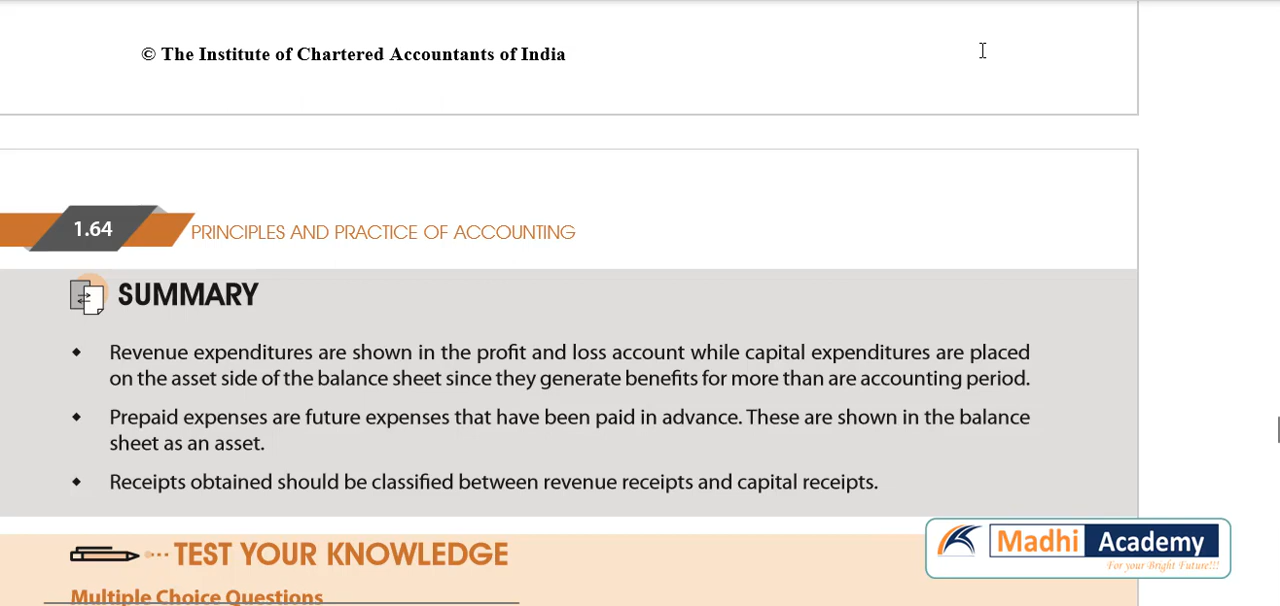 © The Institute of Chartered Accountants of India
1.64
PRINCIPLES AND PRACTICE OF ACCOUNTING
SUMMARY
Revenue expenditures are shown in the profit and loss account while capital expenditures are placed
on the asset side of the balance sheet since they generate benefits for more than are accounting period.
Prepaid expenses are future expenses that have been paid in advance. These are shown in the balance
sheet as an asset.
Receipts obtained should be classified between revenue receipts and capital receipts.
TEST YOUR KNOWLEDGE
Madhi Academy
For your Bright Future!!!
Multiple Choice Questions